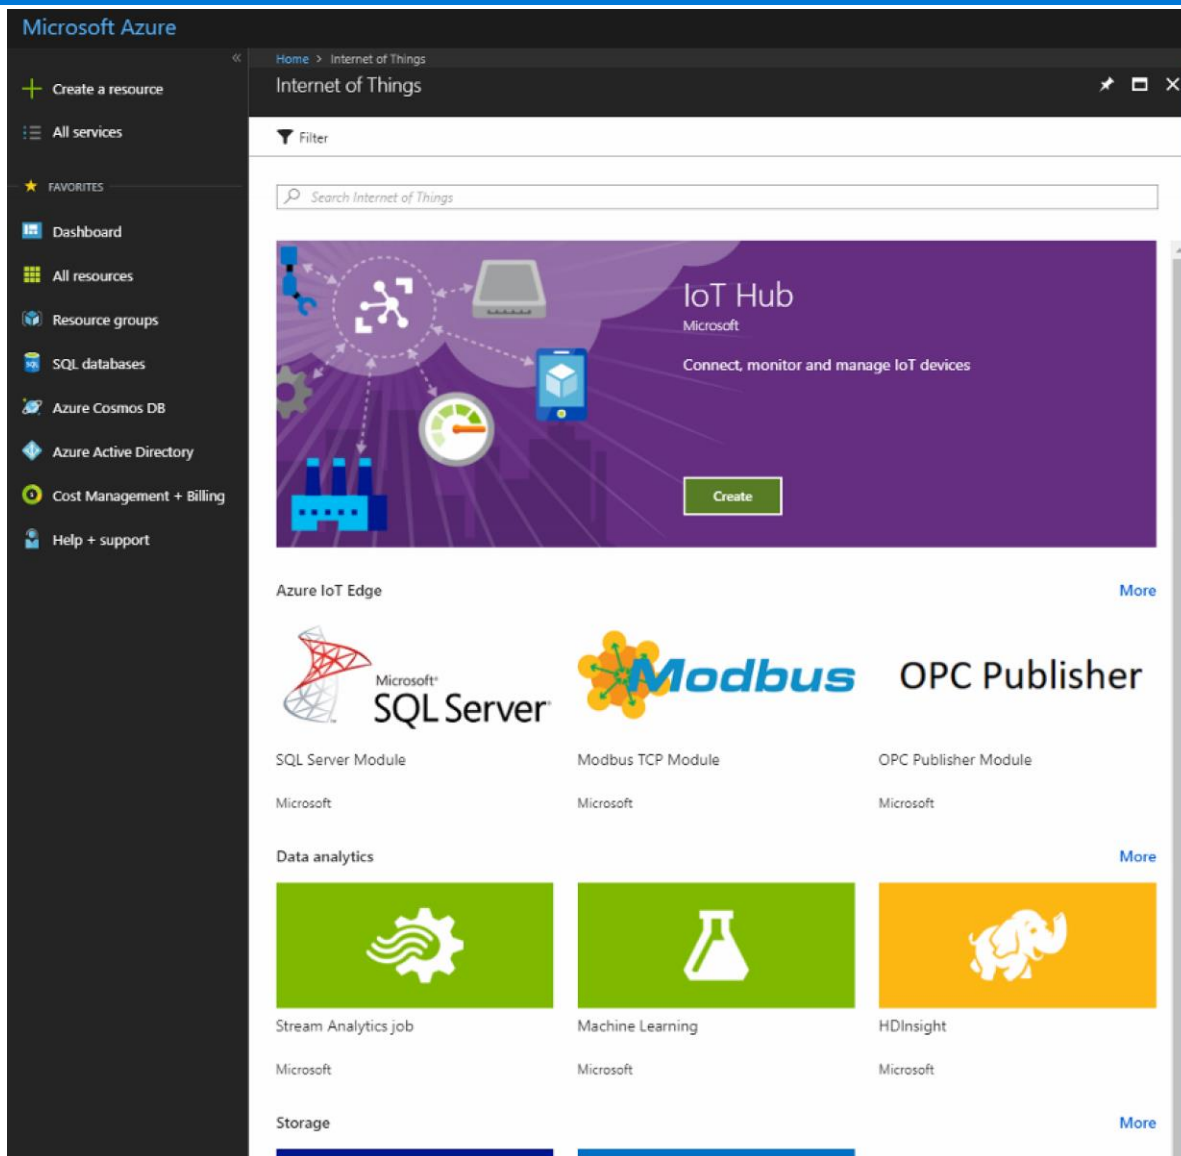 Microsoft Azure
«
Create a resource
All services
FAVORITES
Dashboard
All resources
Resource groups
SQL databases
Azure Cosmos DB
Azure Active Directory
Cost Management + Billing
Help + support
Home > Internet of Things
Internet of Things
Filter
Search Internet of Things
IoT Hub
Microsoft
Connect, monitor and manage IoT devices
Create
Azure IoT Edge More
Microsoft®
SQL Server®
Modbus
OPC Publisher
SQL Server Module Modbus TCP Module OPC Publisher Module
Microsoft Microsoft Microsoft
Data analytics More
Stream Analytics job Machine Learning HDInsight
Microsoft Microsoft Microsoft
Storage More